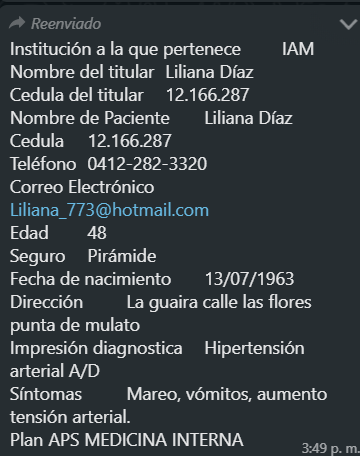 Reenviado
Institución a la que pertenece IAM
Nombre del titular Liliana Díaz
Cedula del titular 12.166.287
Nombre de Paciente Liliana Díaz
Cedula 12.166.287
Teléfono 0412-282-3320
Correo Electrónico
Liliana_773@hotmail.com
Edad 48
Seguro Pirámide
Fecha de nacimiento 13/07/1963
Dirección La guaira calle las flores
punta de mulato
Impresión diagnostica Hipertensión
arterial A/D
Síntomas Mareo, vómitos, aumento
tensión arterial.
Plan APS MEDICINA INTERNA
3:49 p. m.